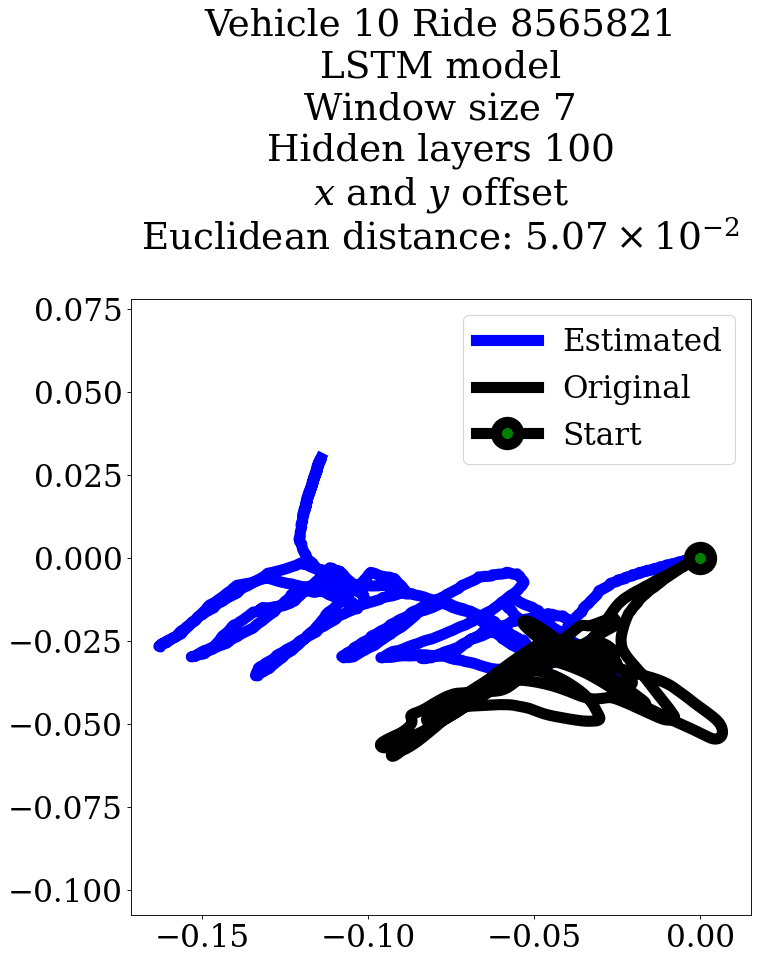 Vehicle 10 Ride 8565821
LSTM model
Window size 7
Hidden layers 100
x and y offset
Euclidean distance: 5.07 × 10⁻²
0.075
0.050
0.025
0.000
−0.025
−0.050
−0.075
−0.100
Estimated
Original
Start
−0.15 −0.10 −0.05 0.00